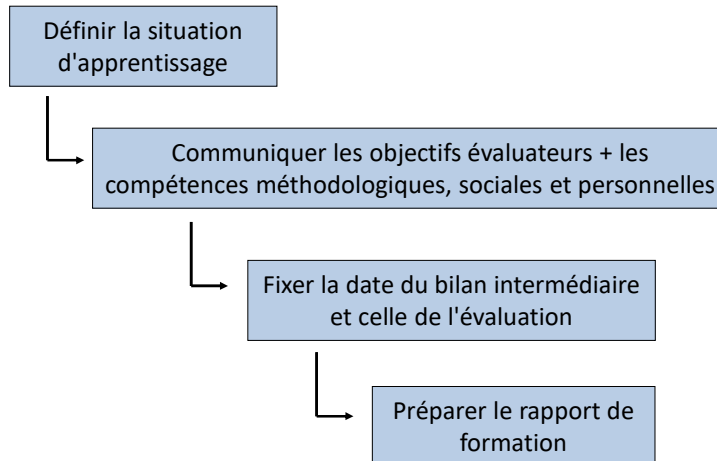 Définir la situation
d'apprentissage
Communiquer les objectifs évaluateurs + les
compétences méthodologiques, sociales et personnelles
Fixer la date du bilan intermédiaire
et celle de l'évaluation
Préparer le rapport de
formation